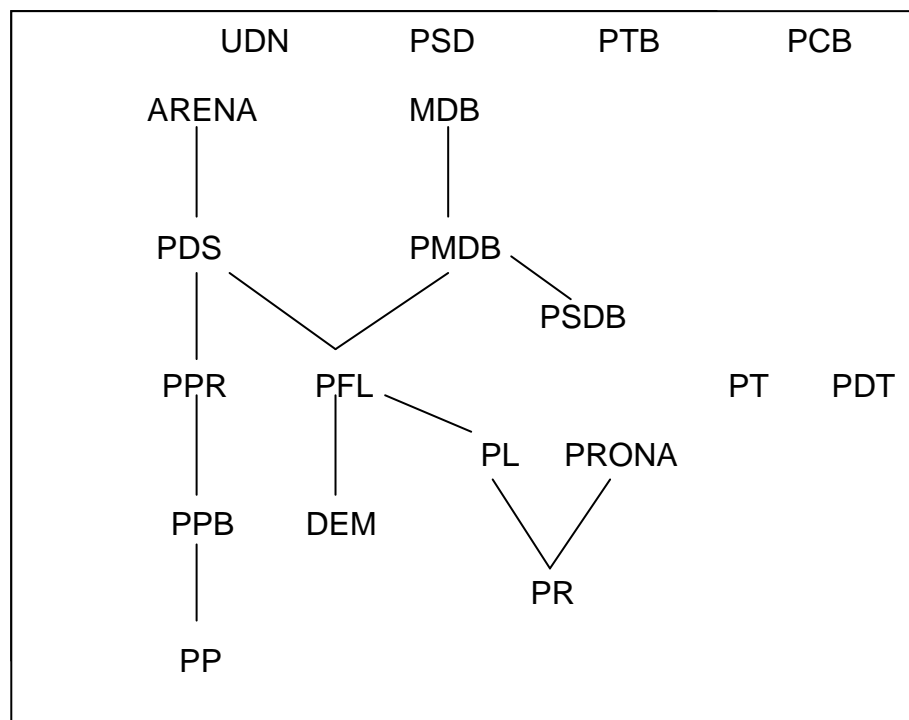 UDN PSD PTB PCB
ARENA MDB
PDS PMDB
PSDB
PPR PFL PT PDT
PL PRONA
PPB DEM
PR
PP